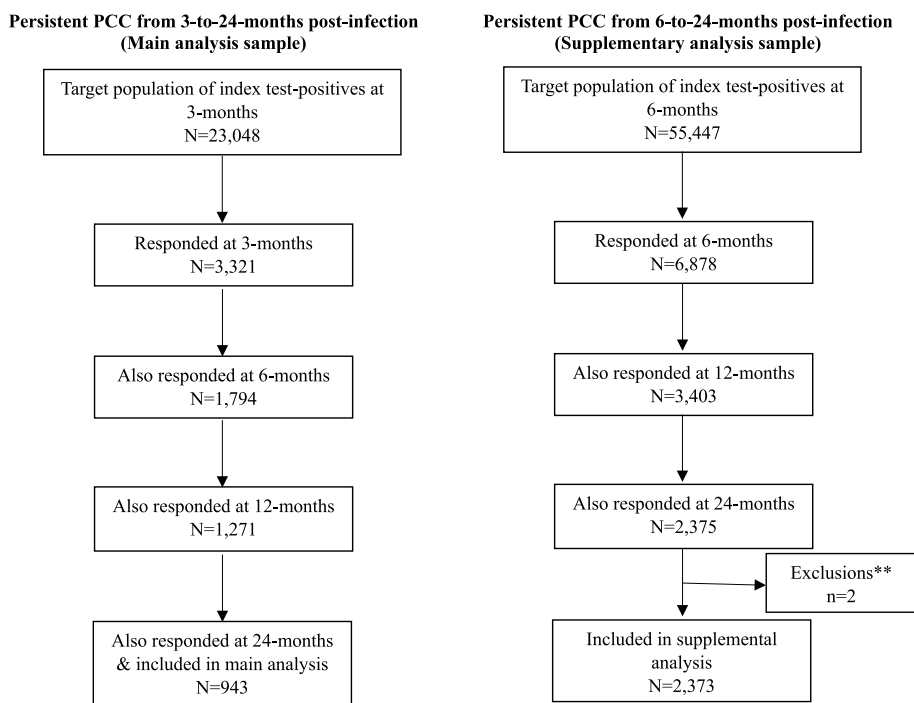 Persistent PCC from 3-to-24-months post-infection
(Main analysis sample)
Target population of index test-positives at
3-months
N=23,048
Responded at 3-months
N=3,321
Also responded at 6-months
N=1,794
Also responded at 12-months
N=1,271
Also responded at 24-months
& included in main analysis
N=943
Persistent PCC from 6-to-24-months post-infection
(Supplementary analysis sample)
Target population of index test-positives at
6-months
N=55,447
Responded at 6-months
N=6,878
Also responded at 12-months
N=3,403
Also responded at 24-months
N=2,375
Exclusions**
n=2
Included in supplemental
analysis
N=2,373